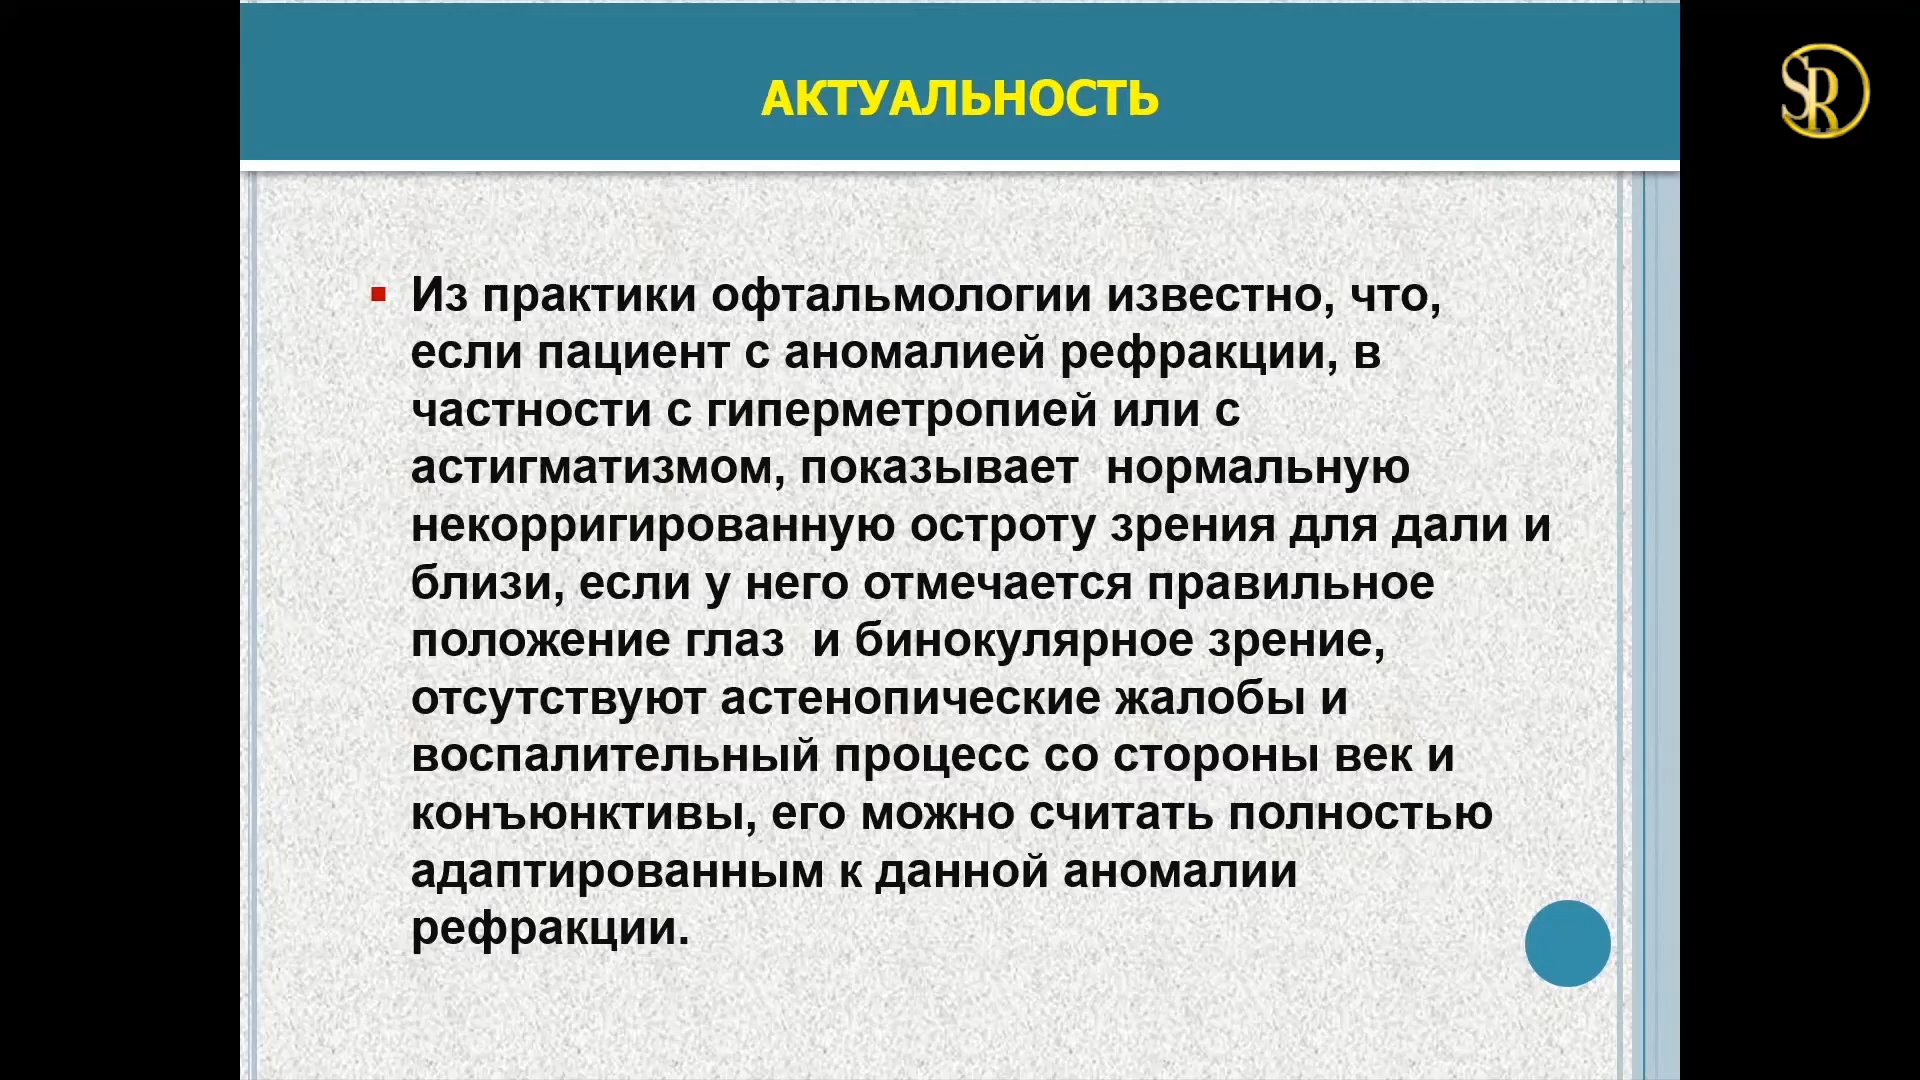 АКТУАЛЬНОСТЬ
SR
Из практики офтальмологии известно, что,
если пациент с аномалией рефракции, в
частности с гиперметропией или с
астигматизмом, показывает  нормальную
некорригированную остроту зрения для дали и
близи, если у него отмечается правильное
положение глаз  и бинокулярное зрение,
отсутствуют астенопические жалобы и
воспалительный процесс со стороны век и
конъюнктивы, его можно считать полностью
адаптированным к данной аномалии
рефракции.